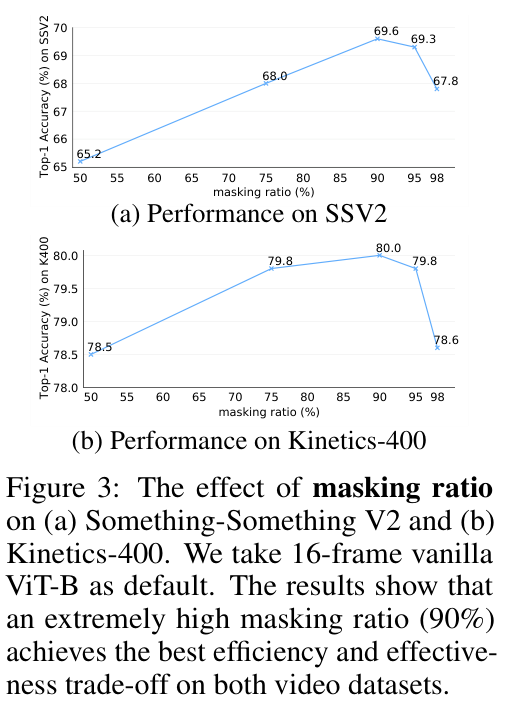 Top-1 Accuracy (%) on SSV2
70
69
68
67
66
65
65.2
68.0
69.6
69.3
67.8
50 55 60 65 70 75 80 85 90 95 98
masking ratio (%)
(a) Performance on SSV2
Top-1 Accuracy (%) on K400
80.0
79.5
79.0
78.5
78.0
78.5
79.8
80.0
79.8
78.6
50 55 60 65 70 75 80 85 90 95 98
masking ratio (%)
(b) Performance on Kinetics-400
Figure 3: The effect of masking ratio
on (a) Something-Something V2 and (b)
Kinetics-400. We take 16-frame vanilla
ViT-B as default. The results show that
an extremely high masking ratio (90%)
achieves the best efficiency and effective-
ness trade-off on both video datasets.